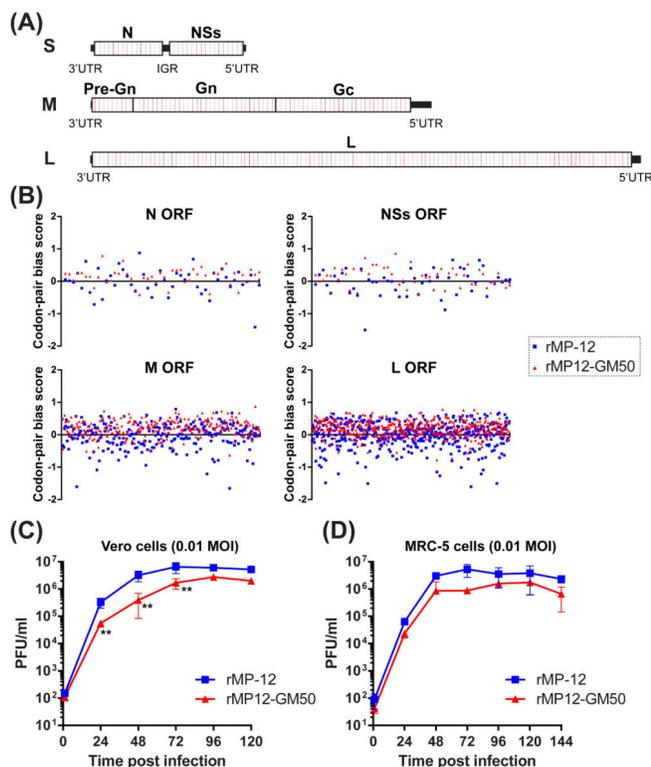 (A)
N NSs
S
3'UTR IGR 5'UTR
Pre-Gn Gn Gc
M
3'UTR 5'UTR
L
L
3'UTR 5'UTR
(B)
N ORF
Codon-pair bias score
2
1
0
-1
-2
NSs ORF
Codon-pair bias score
2
1
0
-1
-2
rMP-12
rMP12-GM50
M ORF
Codon-pair bias score
2
1
0
-1
-2
L ORF
Codon-pair bias score
2
1
0
-1
-2
(C)
Vero cells (0.01 MOI)
PFU/ml
10^7
10^6
10^5
10^4
10^3
10^2
10^1
**
**
**
rMP-12
rMP12-GM50
0 24 48 72 96 120
Time post infection
(D)
MRC-5 cells (0.01 MOI)
PFU/ml
10^7
10^6
10^5
10^4
10^3
10^2
10^1
rMP-12
rMP12-GM50
0 24 48 72 96 120 144
Time post infection